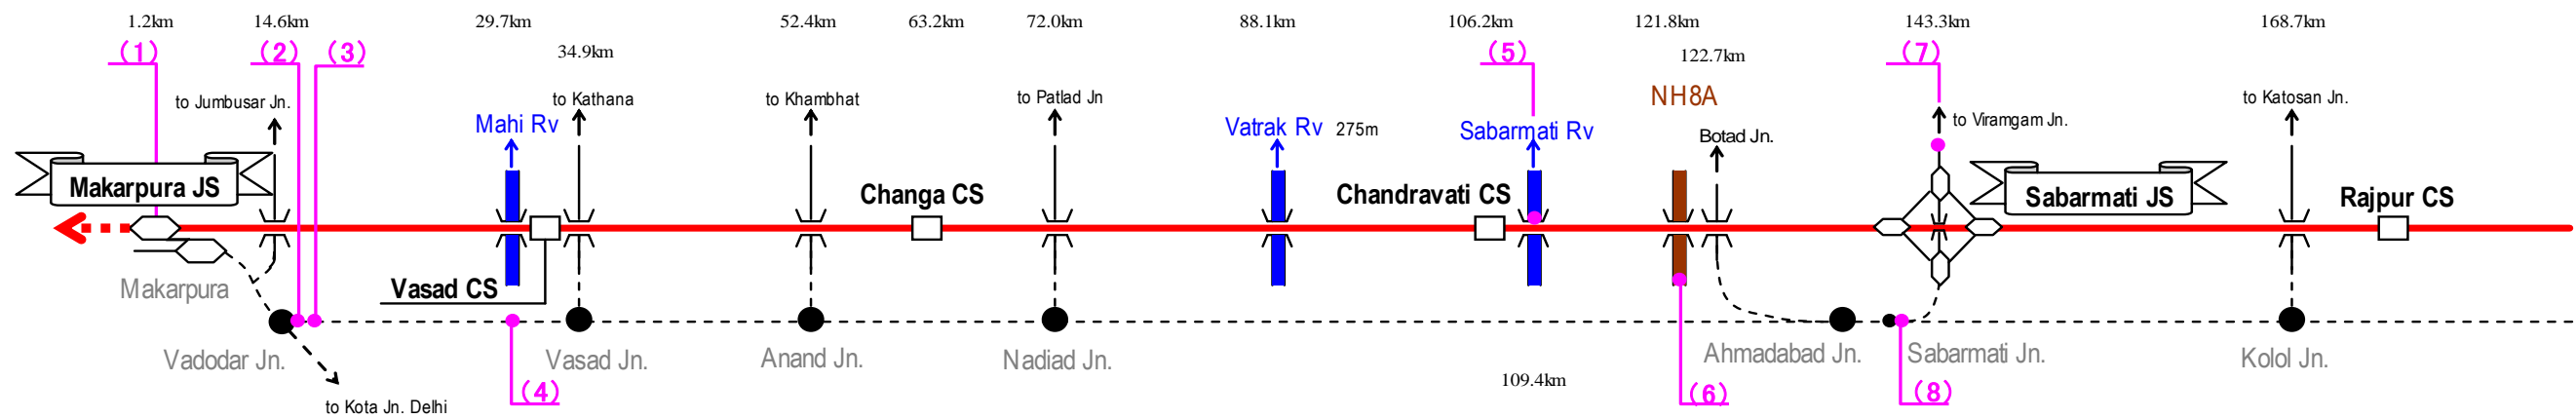 1.2km 14.6km 29.7km 52.4km 63.2km 72.0km 88.1km 106.2km 121.8km 143.3km 168.7km
(1) (2) (3) 34.9km (5) 122.7km (7)
to Jumbusar Jn. to Kathana to Khambhat to Patlad Jn NH8A to Katosan Jn.
Mahi Rv Vatrak Rv 275m Sabarmati Rv Botad Jn. to Viramgam Jn.
Makarpura JS Changa CS Chandravati CS Sabarmati JS Rajpur CS
Makarpura Vasad CS
Vadodar Jn. Vasad Jn. Anand Jn. Nadiad Jn. Ahmadabad Jn. Sabarmati Jn. Kolol Jn.
(4) 109.4km (6) (8)
to Kota Jn. Delhi